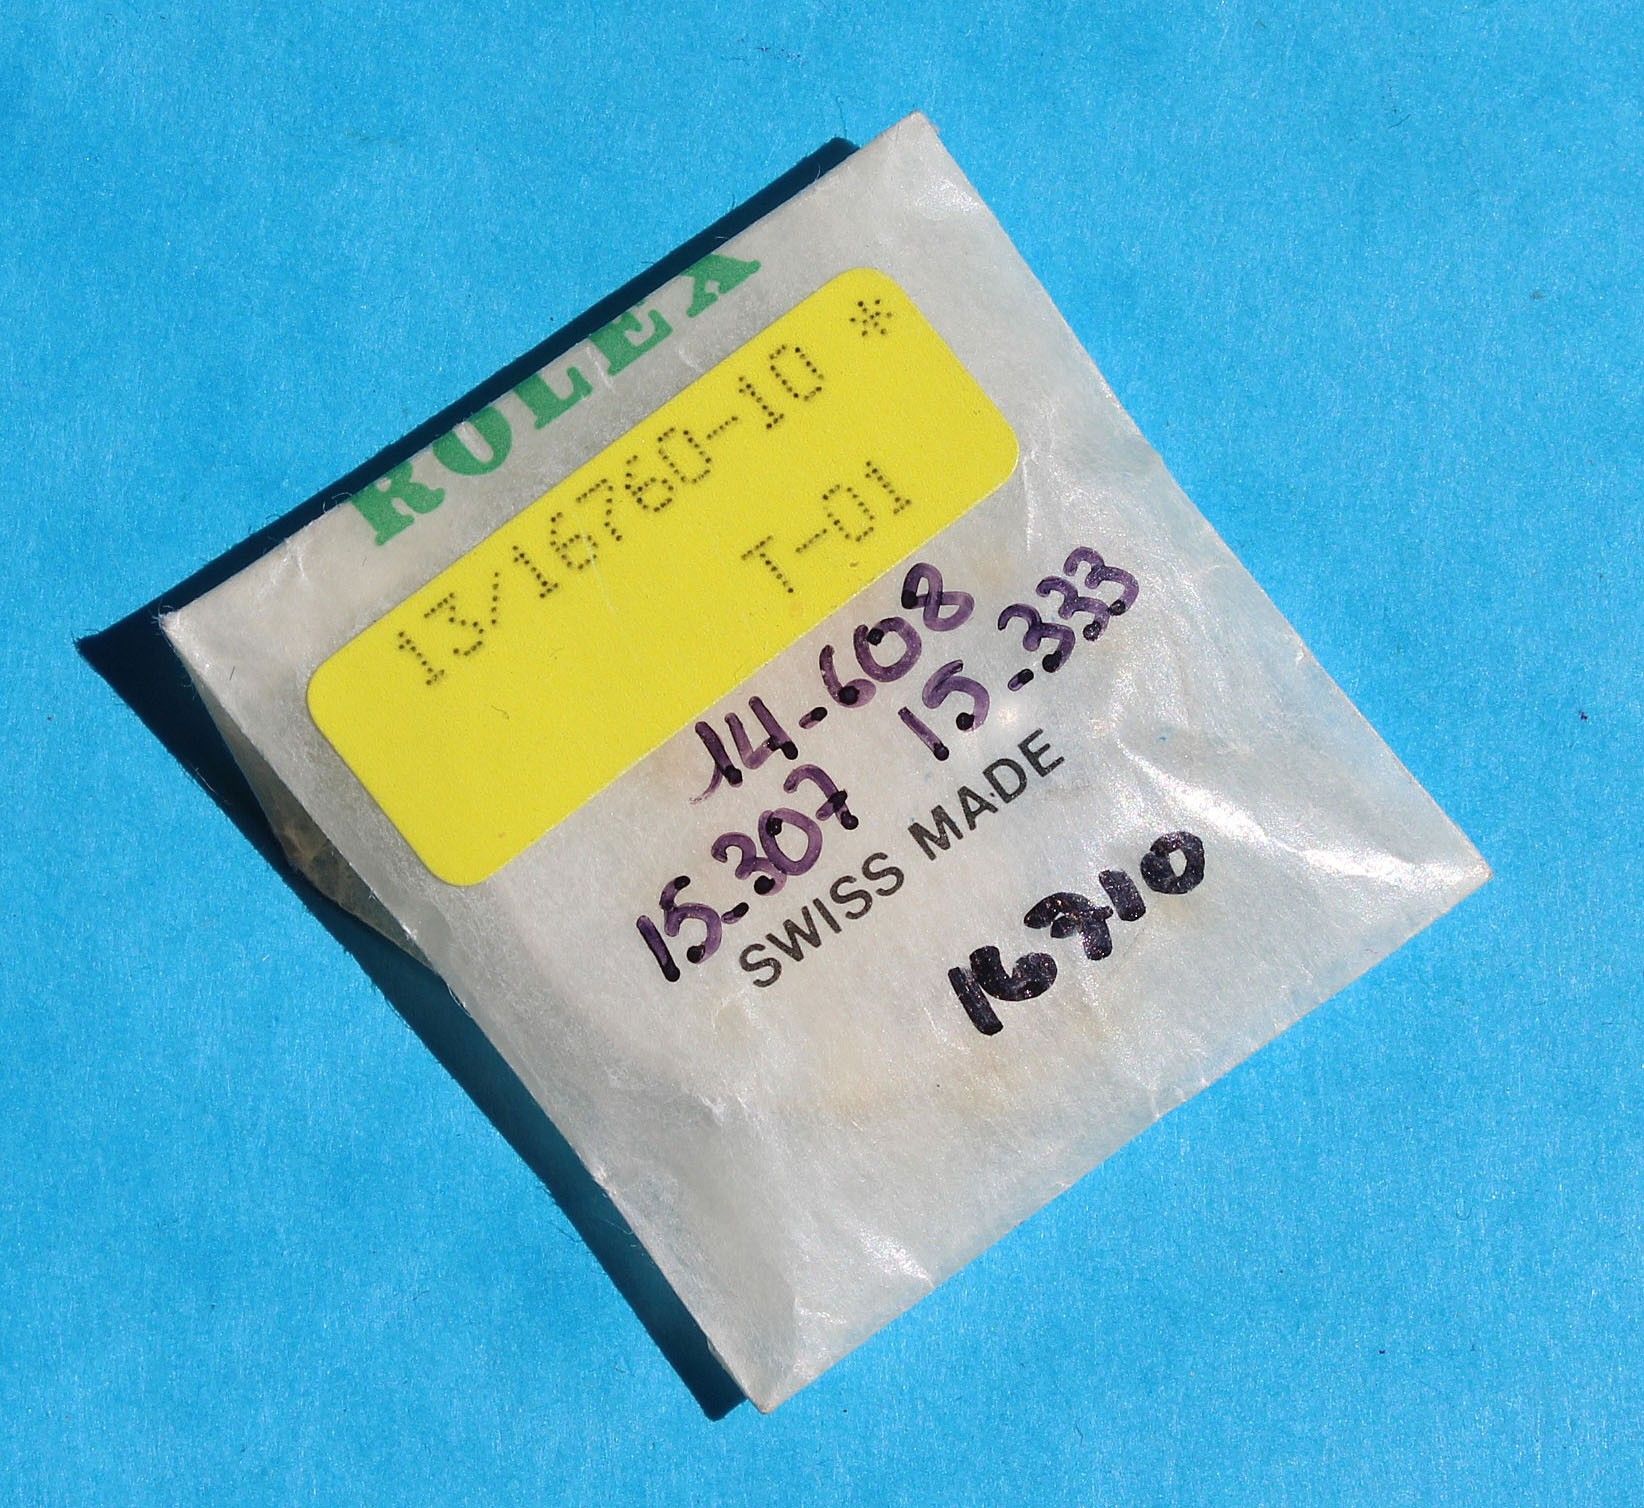 ROLEX
13/16760-10 *
T-01
14-608
15-307 15-333
SWISS MADE
16710